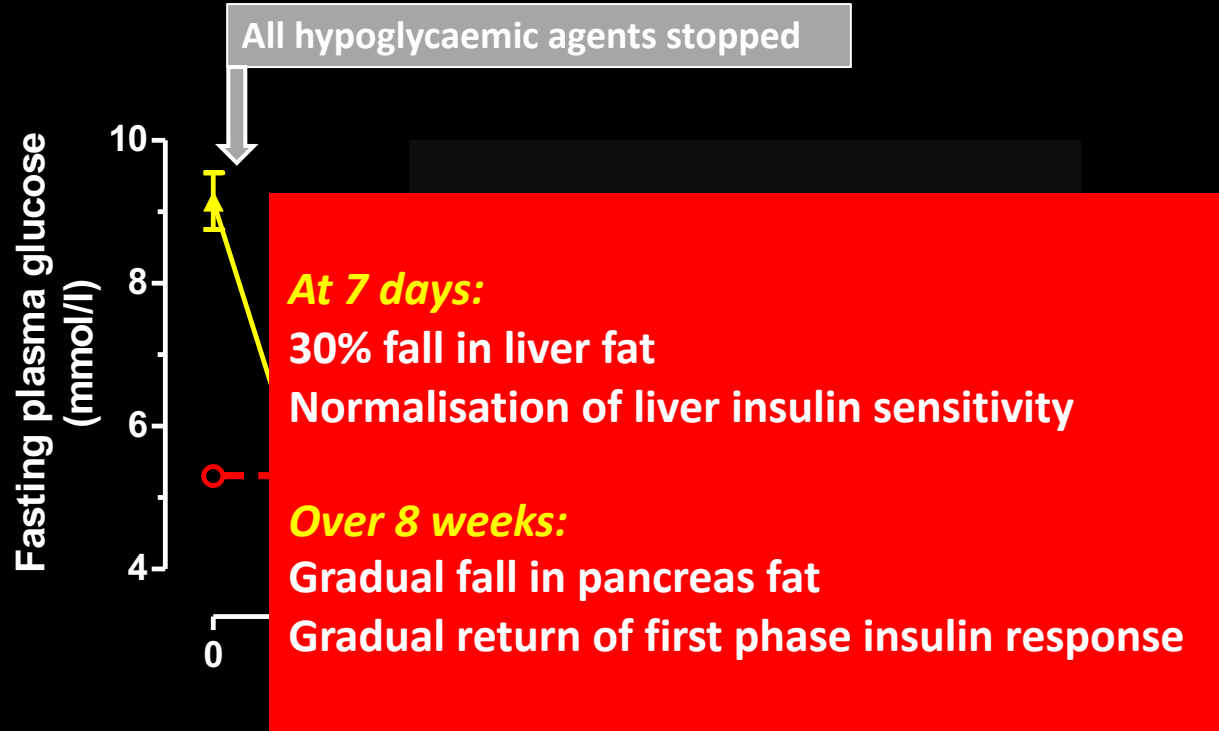 All hypoglycaemic agents stopped
Fasting plasma glucose
(mmol/l)
10
8
6
4
0
At 7 days:
30% fall in liver fat
Normalisation of liver insulin sensitivity
Over 8 weeks:
Gradual fall in pancreas fat
Gradual return of first phase insulin response